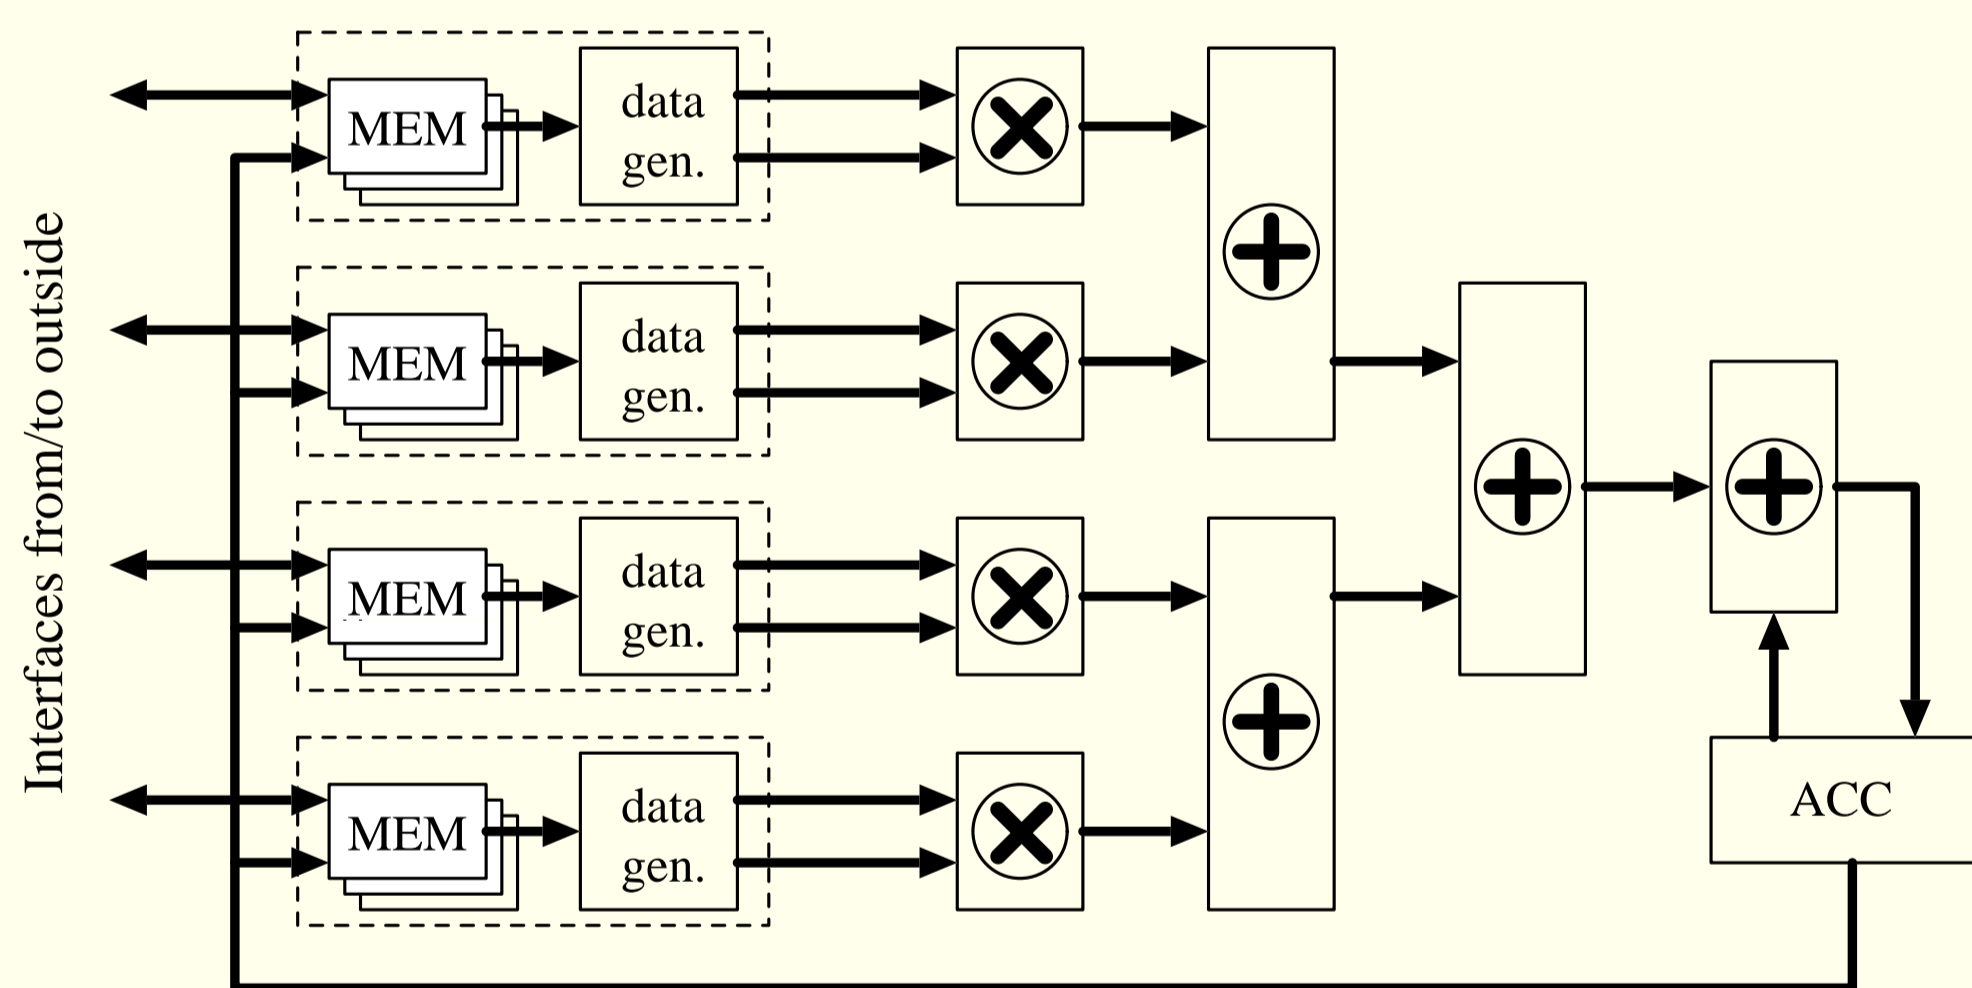 Interfaces from/to outside
MEM
data
gen.
MEM
data
gen.
MEM
data
gen.
MEM
data
gen.
ACC